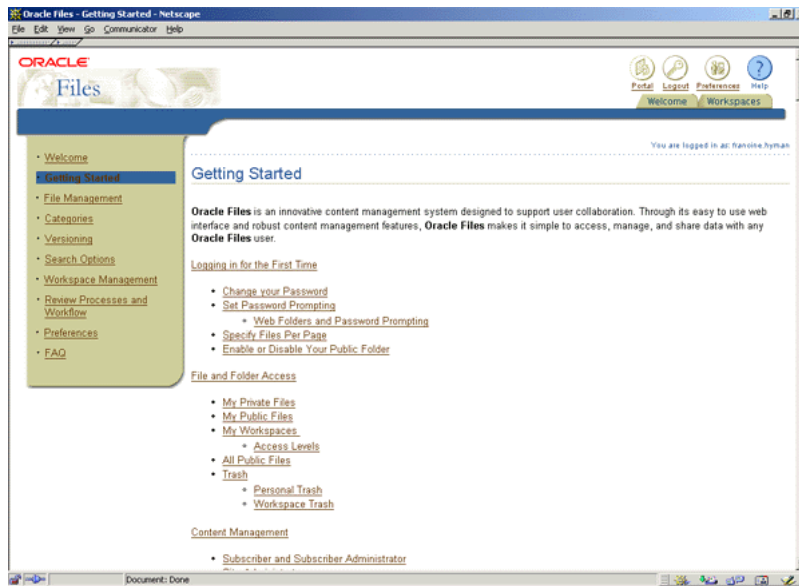 Oracle Files - Getting Started - Netscape
File Edit View Go Communicator Help
ORACLE
Files
Portal Logout Preferences Help
Welcome Workspaces
You are logged in as: francine.hyman
Welcome
Getting Started
File Management
Categories
Versioning
Search Options
Workspace Management
Review Processes and
Workflow
Preferences
FAQ
Getting Started
Oracle Files is an innovative content management system designed to support user collaboration. Through its easy to use web
interface and robust content management features, Oracle Files makes it simple to access, manage, and share data with any
Oracle Files user.
Logging in for the First Time
Change your Password
Set Password Prompting
Web Folders and Password Prompting
Specify Files Per Page
Enable or Disable Your Public Folder
File and Folder Access
My Private Files
My Public Files
My Workspaces
Access Levels
All Public Files
Trash
Personal Trash
Workspace Trash
Content Management
Subscriber and Subscriber Administrator
Document: Done